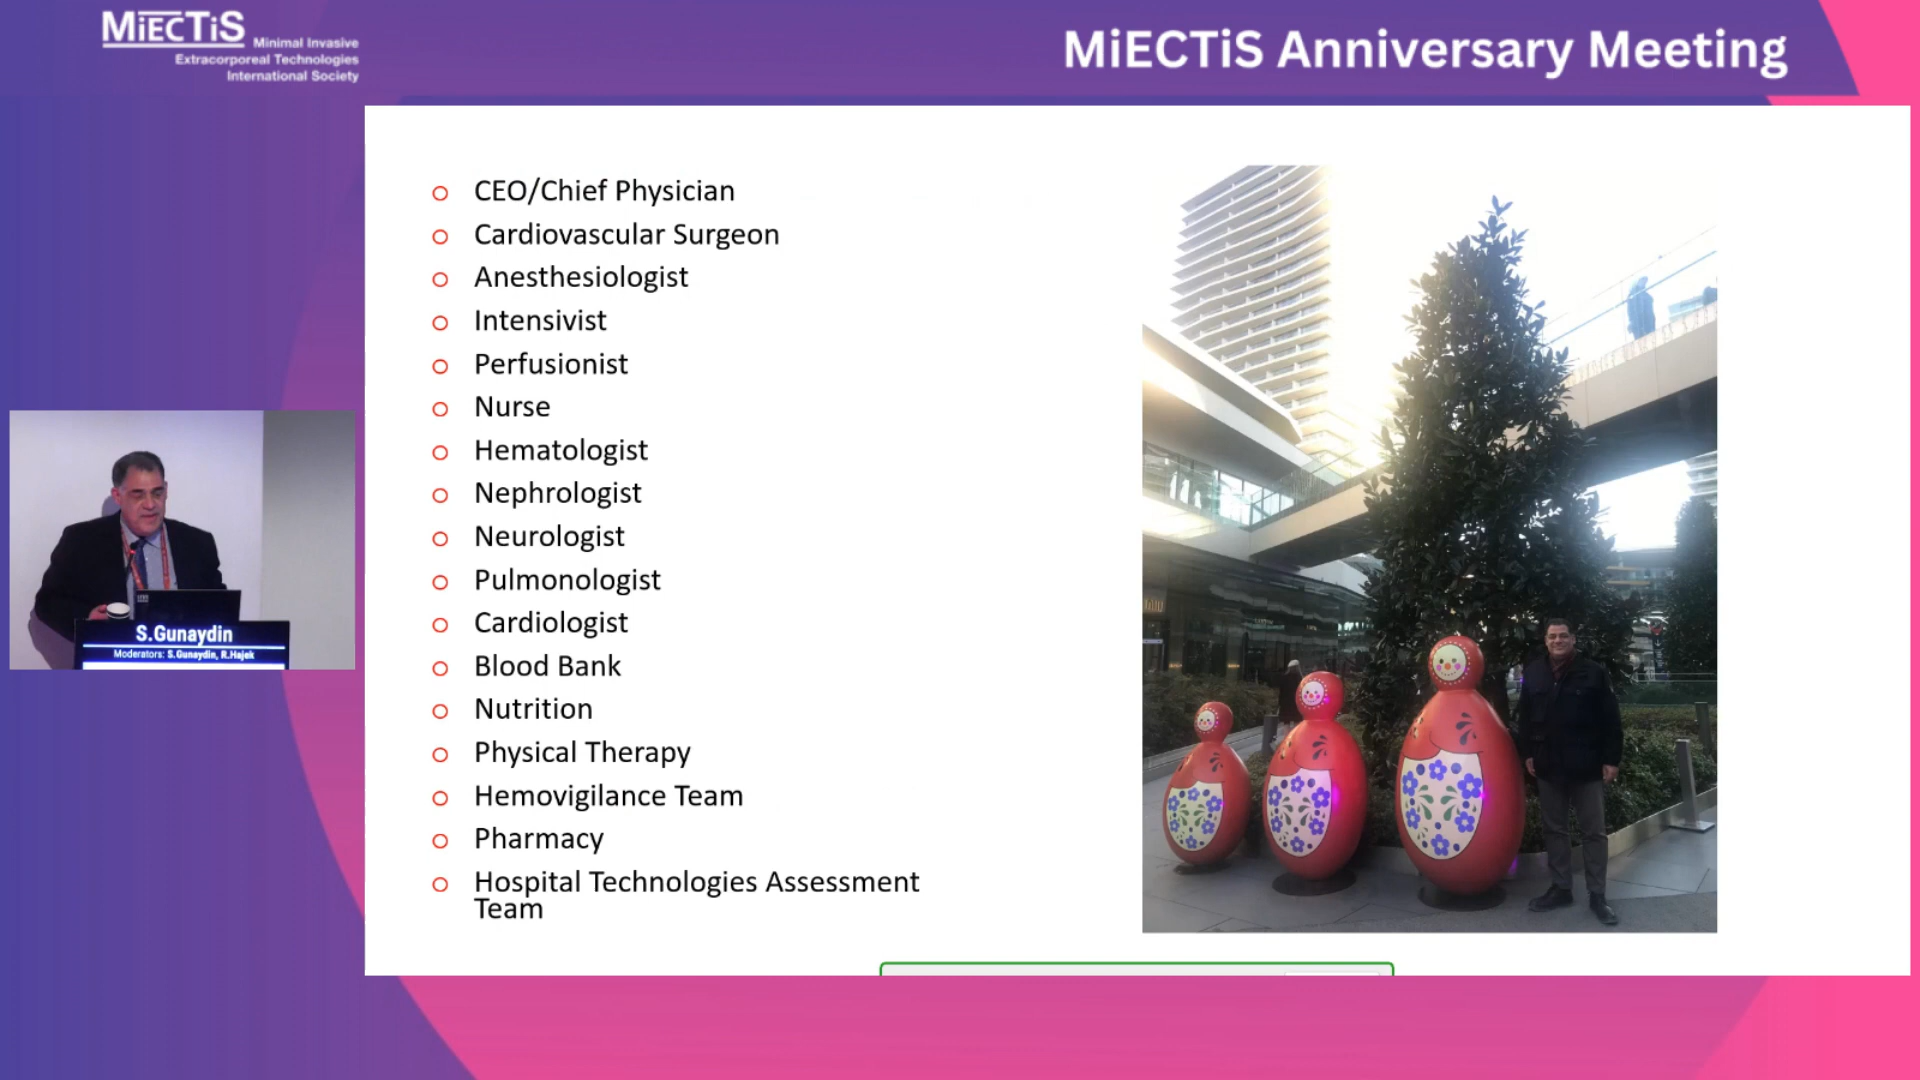 MiECTiS
Minimal Invasive
Extracorporeal Technologies
International Society
MiECTiS Anniversary Meeting
CEO/Chief Physician
Cardiovascular Surgeon
Anesthesiologist
Intensivist
Perfusionist
Nurse
Hematologist
Nephrologist
Neurologist
Pulmonologist
Cardiologist
Blood Bank
Nutrition
Physical Therapy
Hemovigilance Team
Pharmacy
Hospital Technologies Assessment
Team
S.Gunaydin
Moderators: S.Gunaydin, R.Hajek